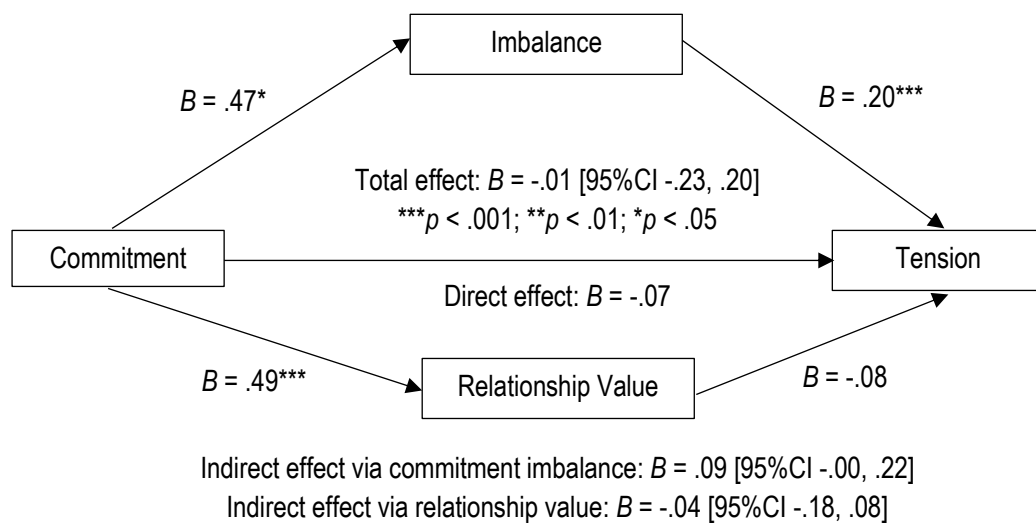 Imbalance
B = .47*
B = .20***
Total effect: B = -.01 [95%CI -.23, .20]
***p < .001; **p < .01; *p < .05
Commitment
Tension
Direct effect: B = -.07
B = .49***
Relationship Value
B = -.08
Indirect effect via commitment imbalance: B = .09 [95%CI -.00, .22]
Indirect effect via relationship value: B = -.04 [95%CI -.18, .08]